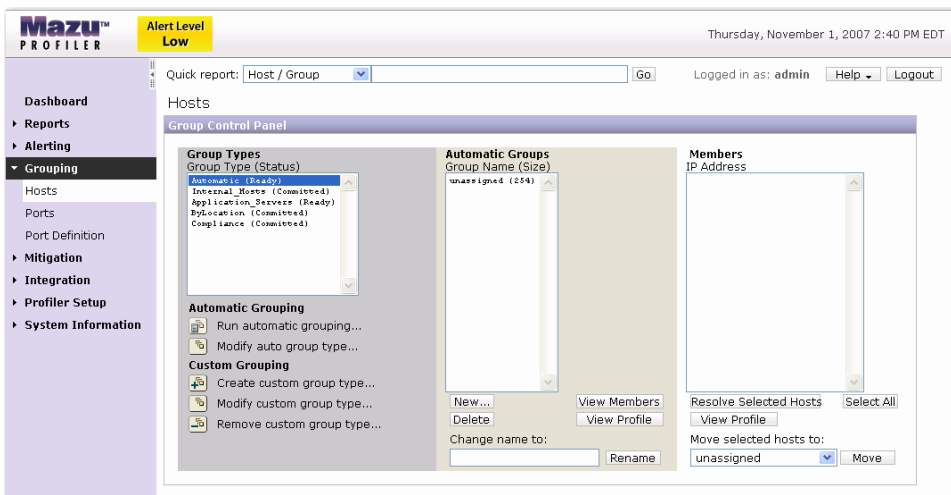 Mazu™
PROFILER
Alert Level
Low
Thursday, November 1, 2007 2:40 PM EDT
Quick report: Host / Group Go Logged in as: admin Help Logout
Dashboard
Reports
Alerting
Grouping
Hosts
Ports
Port Definition
Mitigation
Integration
Profiler Setup
System Information
Hosts
Group Control Panel
Group Types
Group Type (Status)
Automatic (Ready)
Internal_Hosts (Committed)
Application_Servers (Ready)
ByLocation (Committed)
Compliance (Committed)
Automatic Grouping
Run automatic grouping...
Modify auto group type...
Custom Grouping
Create custom group type...
Modify custom group type...
Remove custom group type...
Automatic Groups
Group Name (Size)
unassigned (254)
New... View Members
Delete View Profile
Change name to:
Rename
Members
IP Address
Resolve Selected Hosts Select All
View Profile
Move selected hosts to:
unassigned Move